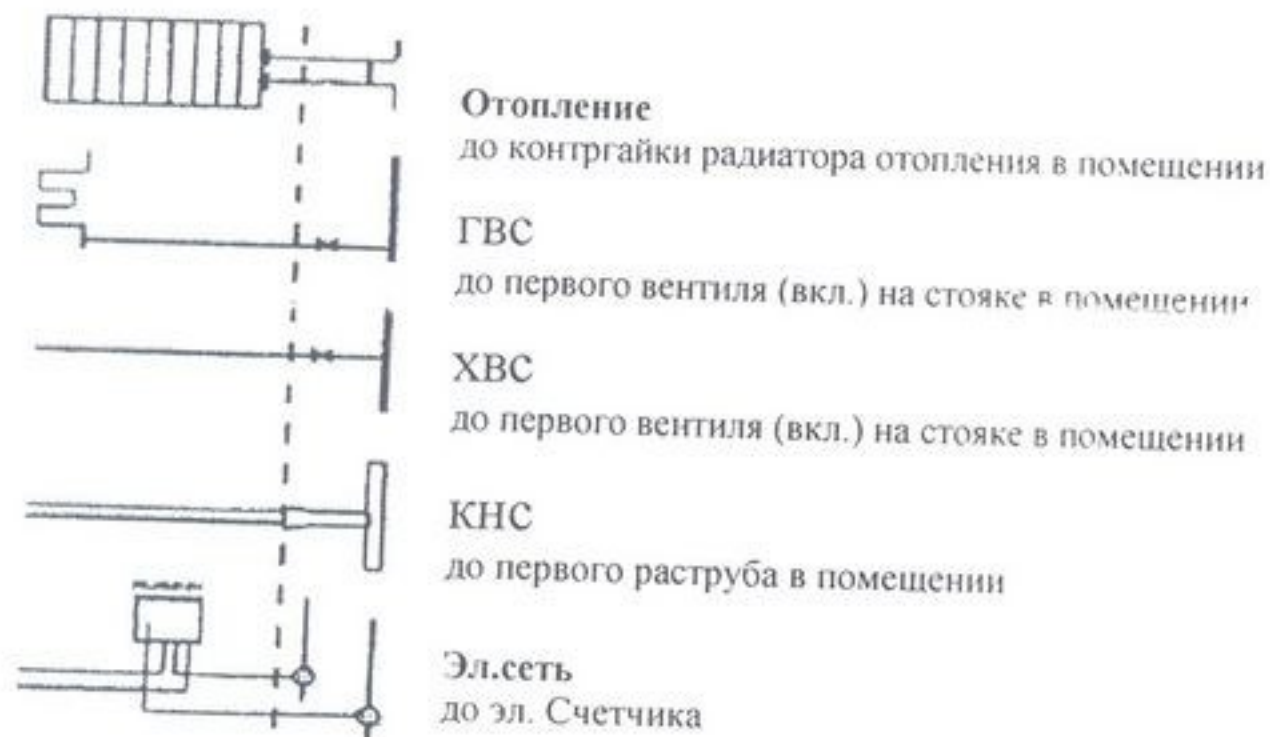 Отопление
до контргайки радиатора отопления в помещении
ГВС
до первого вентиля (вкл.) на стояке в помещении
ХВС
до первого вентиля (вкл.) на стояке в помещении
КНС
до первого раструба в помещении
Эл.сеть
до эл. Счетчика